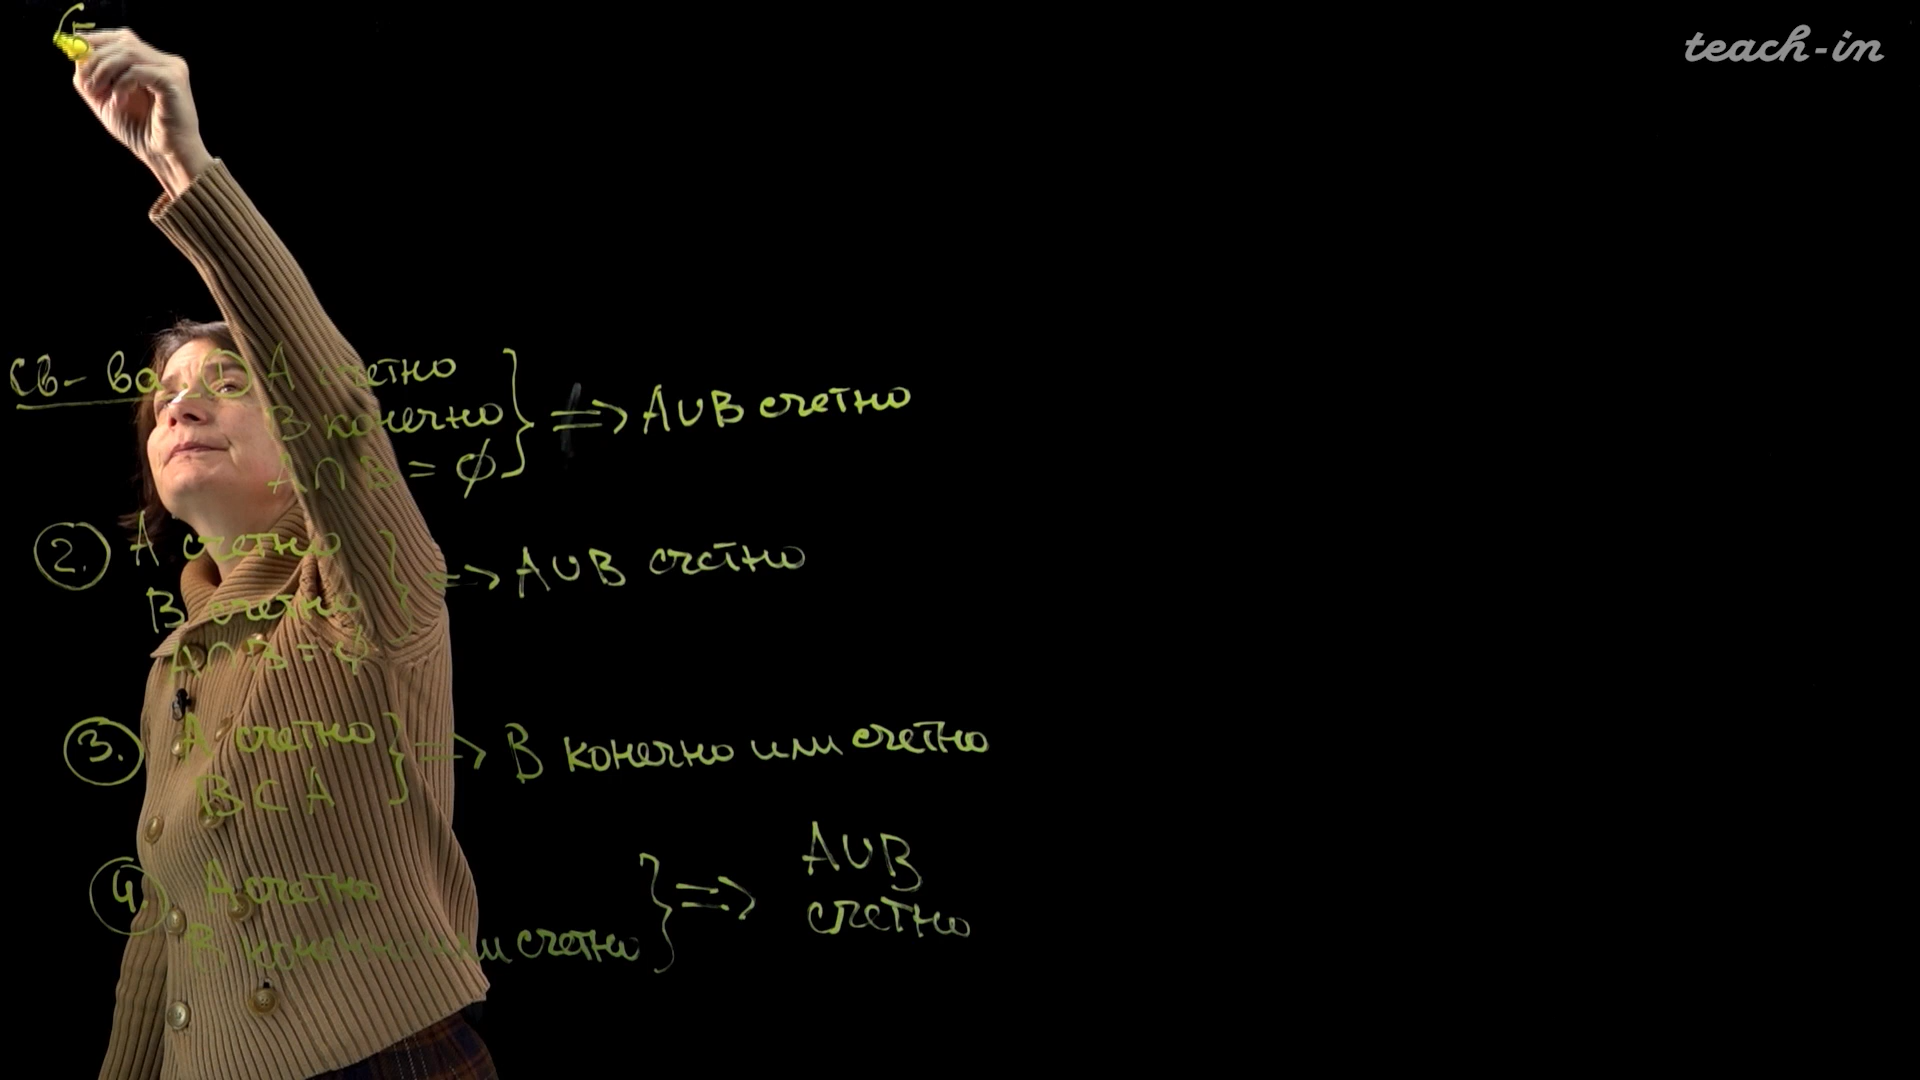 5
teach-in
Св-ва. ① А счетно
В конечно
A∩B = ∅
} => A∪B счетно
②. А счетно
В счетно
A∩B = ∅
} => A∪B счетно
③. А счетно
B ⊂ A
} => В конечно или счетно
④. А счетно
В конечно или счетно
} => A∪B
счетно